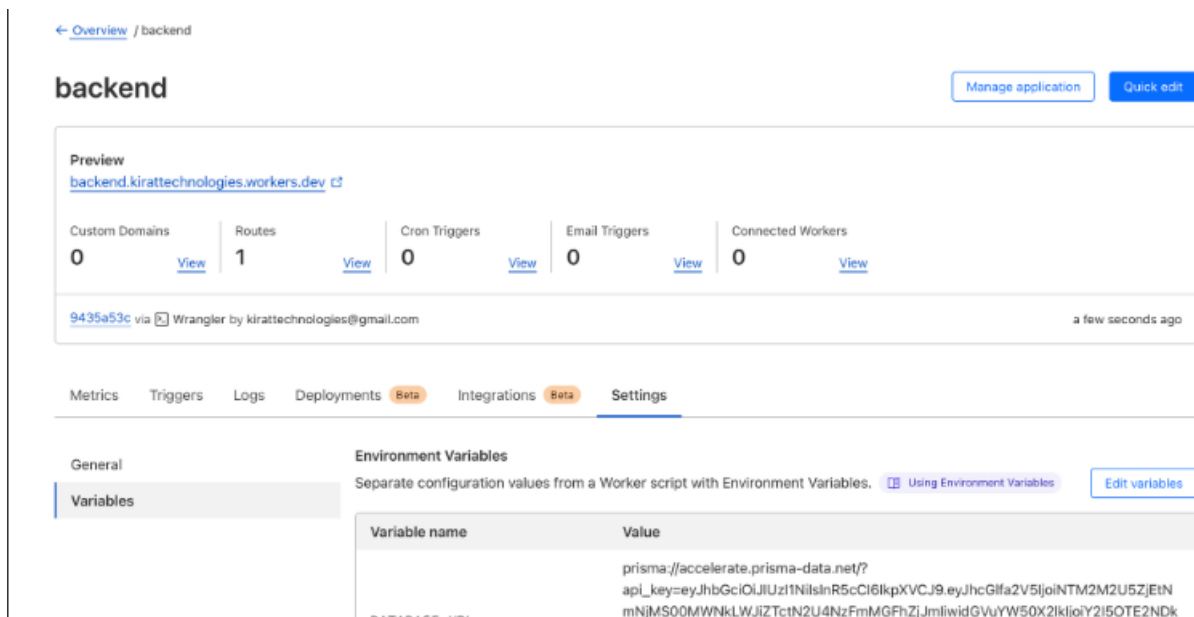 ← Overview / backend
backend
Manage application
Quick edit
Preview
backend.kirattechnologies.workers.dev
Custom Domains
0
View
Routes
1
View
Cron Triggers
0
View
Email Triggers
0
View
Connected Workers
0
View
9435a53c via Wrangler by kirattechnologies@gmail.com
a few seconds ago
Metrics Triggers Logs Deployments Beta Integrations Beta Settings
General
Variables
Environment Variables
Separate configuration values from a Worker script with Environment Variables. Using Environment Variables
Edit variables
Variable name Value
prisma://accelerate.prisma-data.net/?